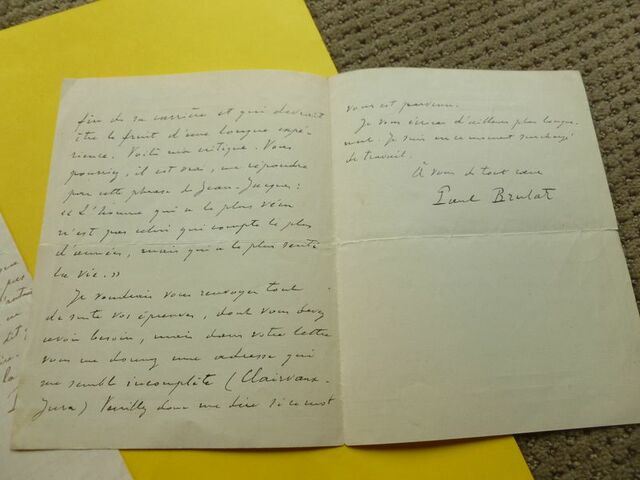 fin de sa carrière et qui devrait
être le fruit d'une longue expé-
rience. Voilà ma critique. Vous
pourriez, il est vrai, me répondre
par cette phrase de Jean-Jacques :
« L'homme qui a le plus vécu
n'est pas celui qui compte le plus
d'années, mais qui a le plus senti
la vie. »
Je voudrais vous renvoyer tout
de suite vos épreuves, dont vous devez
avoir besoin, mais dans votre lettre
vous me donnez une adresse qui
me semble incomplète (Clairvaux-
Jura) Veuillez donc me dire si ce mot
vous est parvenu.
Je vous écrirai d'ailleurs plus longue-
ment. Je suis en ce moment surchargé
de travail.
À vous de tout cœur
Paul Brulat